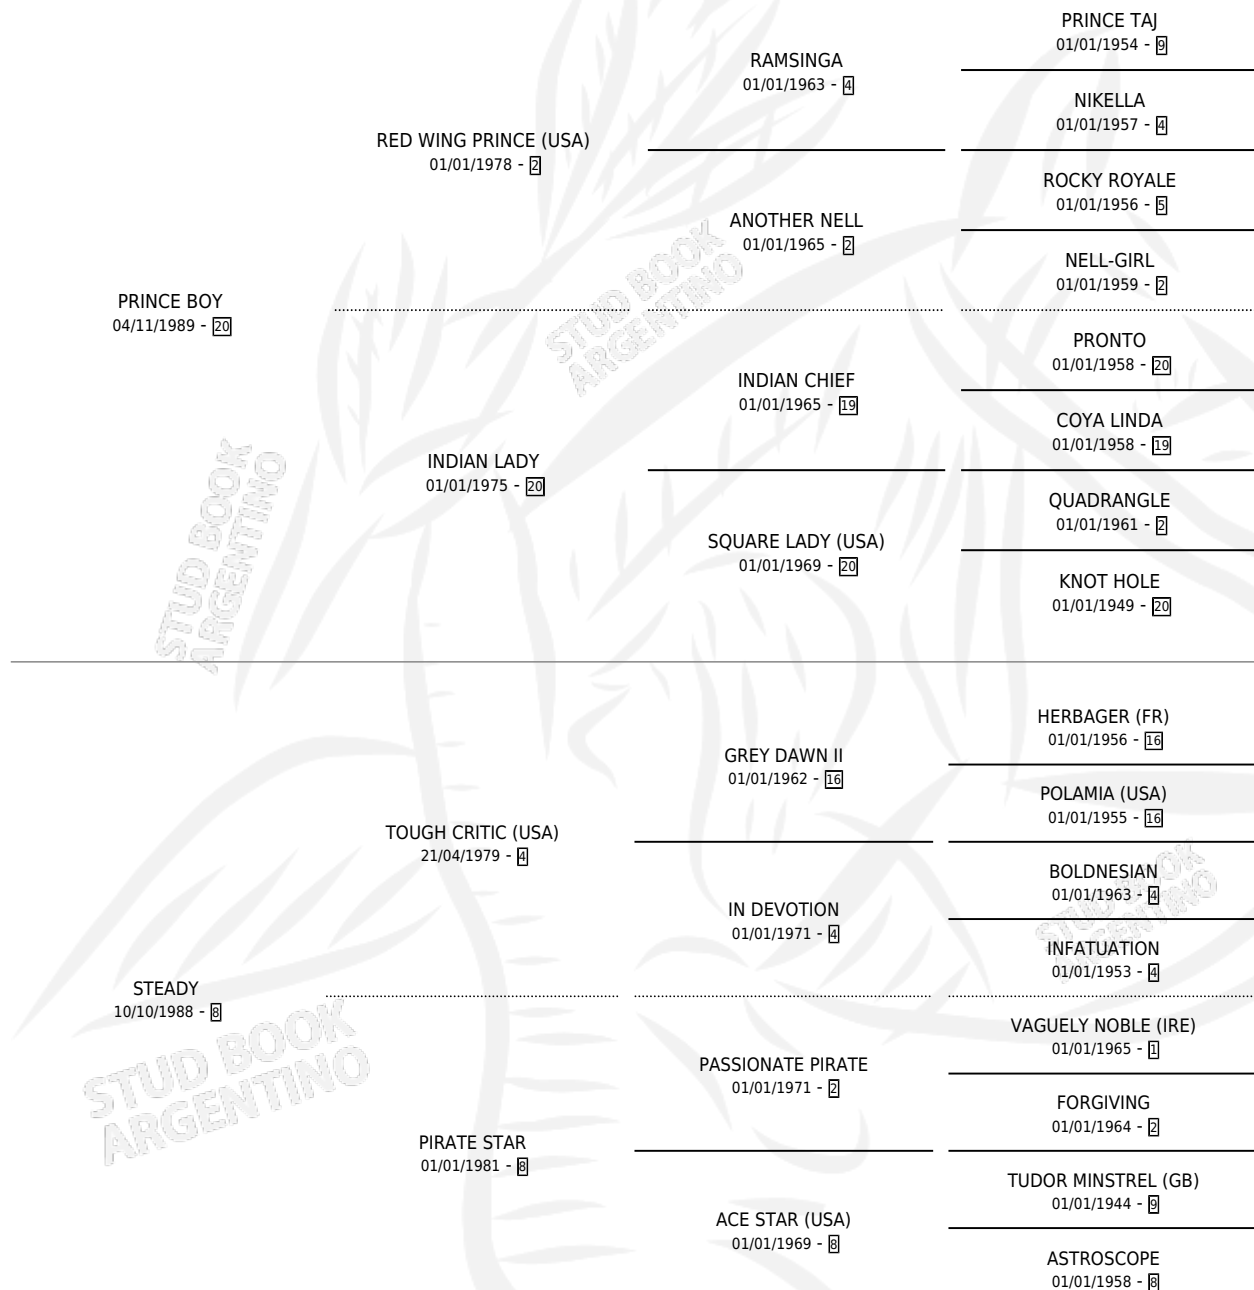 PRINCE TAJ
01/01/1954 - 9
RAMSINGA
01/01/1963 - 4
NIKELLA
01/01/1957 - 4
RED WING PRINCE (USA)
01/01/1978 - 2
ROCKY ROYALE
01/01/1956 - 5
ANOTHER NELL
01/01/1965 - 2
NELL-GIRL
01/01/1959 - 2
PRINCE BOY
04/11/1989 - 20
PRONTO
01/01/1958 - 20
INDIAN CHIEF
01/01/1965 - 19
COYA LINDA
01/01/1958 - 19
INDIAN LADY
01/01/1975 - 20
QUADRANGLE
01/01/1961 - 2
SQUARE LADY (USA)
01/01/1969 - 20
KNOT HOLE
01/01/1949 - 20
HERBAGER (FR)
01/01/1956 - 16
GREY DAWN II
01/01/1962 - 16
POLAMIA (USA)
01/01/1955 - 16
TOUGH CRITIC (USA)
21/04/1979 - 4
BOLDNESIAN
01/01/1963 - 4
IN DEVOTION
01/01/1971 - 4
INFATUATION
01/01/1953 - 4
STEADY
10/10/1988 - 8
VAGUELY NOBLE (IRE)
01/01/1965 - 1
PASSIONATE PIRATE
01/01/1971 - 2
FORGIVING
01/01/1964 - 2
PIRATE STAR
01/01/1981 - 8
TUDOR MINSTREL (GB)
01/01/1944 - 9
ACE STAR (USA)
01/01/1969 - 8
ASTROSCOPE
01/01/1958 - 8
STUD BOOK
ARGENTINO
STUD BOOK
ARGENTINO
STUD BOOK
ARGENTINO
STUD BOOK
ARGENTINO